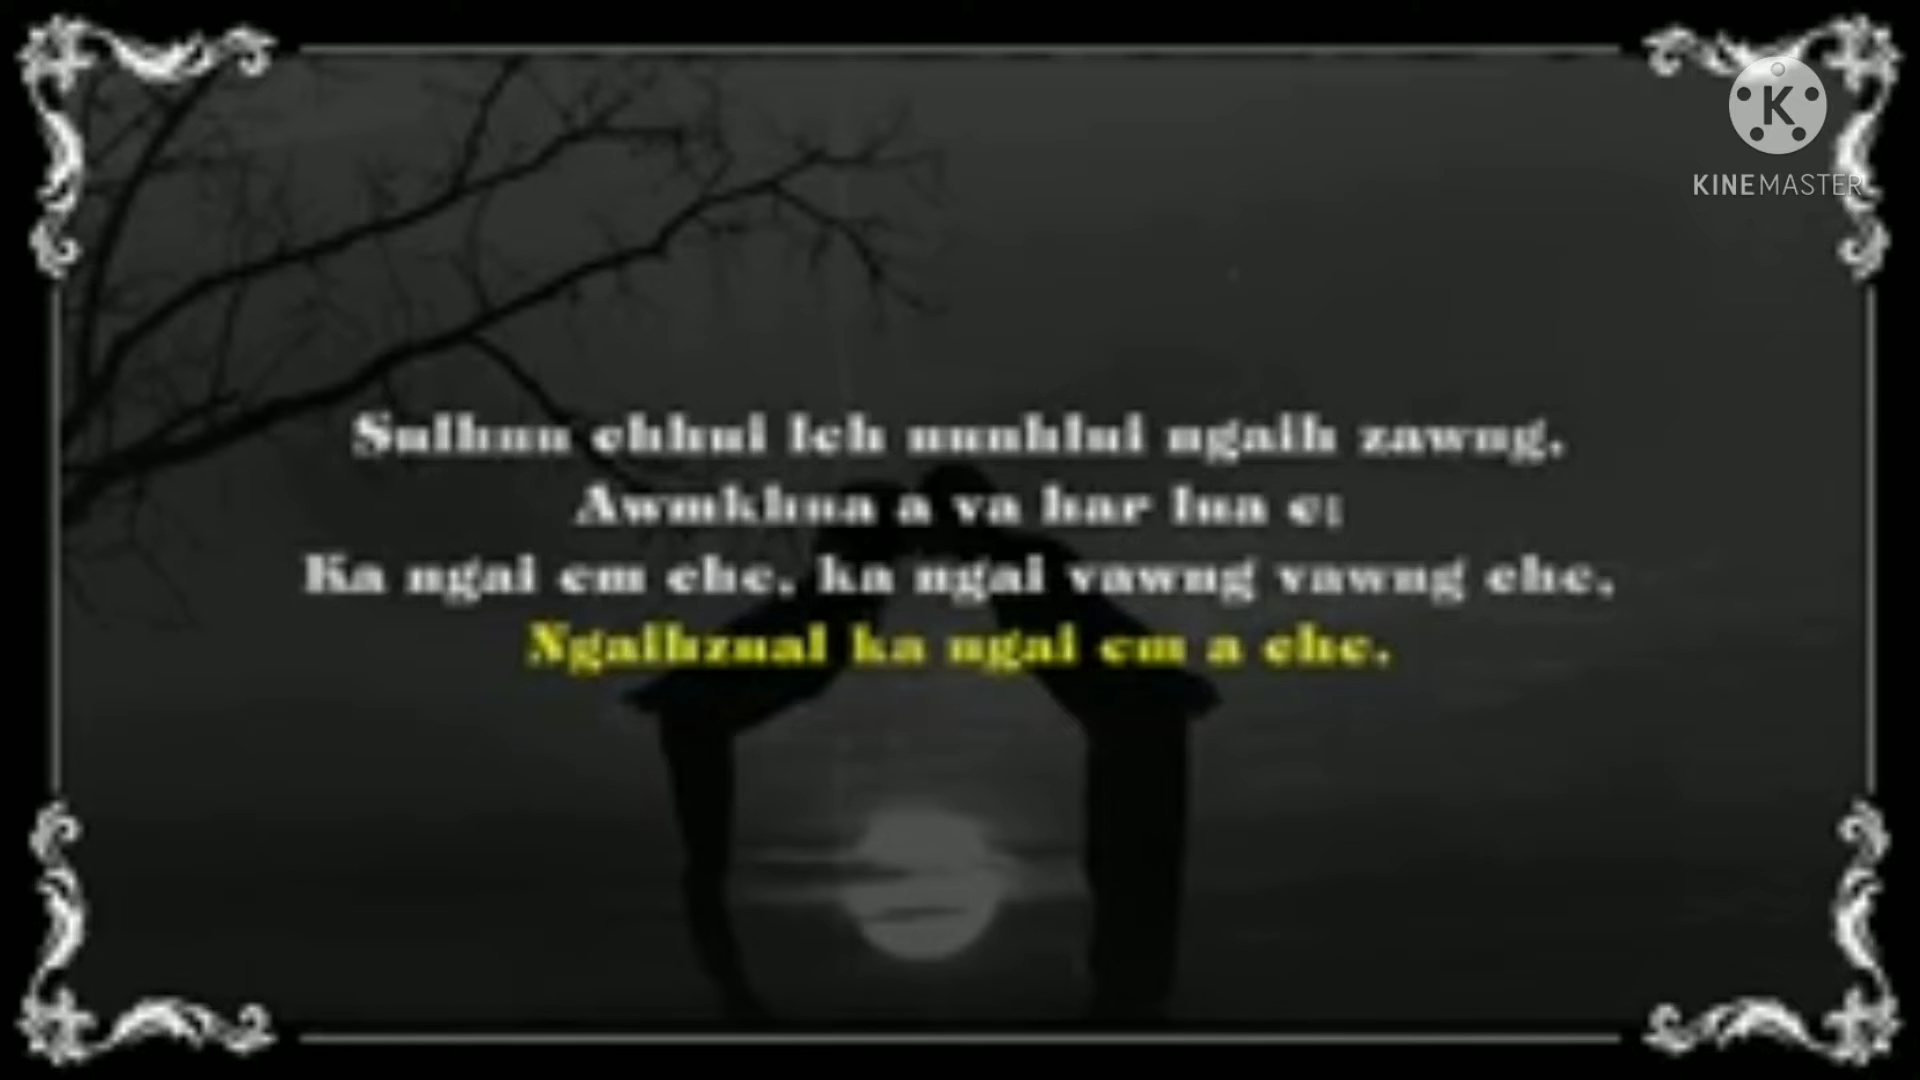 Sulhnu chhui leh nunhlui ngaih zawng,
Awmkhua a va har lua e;
Ka ngai em che, ka ngai vawng vawng che,
Ngaihzual ka ngai em a che.
K
KINEMASTER